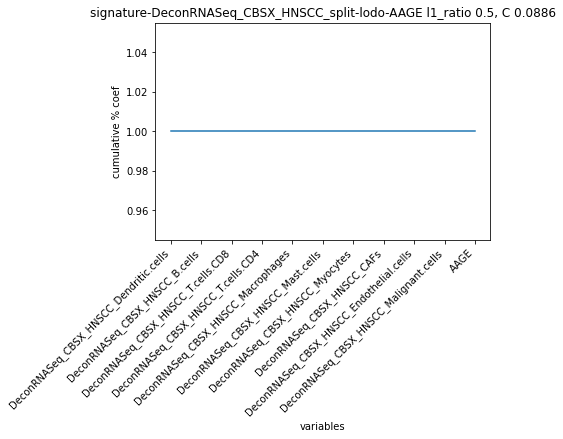 signature-DeconRNASeq_CBSX_HNSCC_split-lodo-AAGE l1_ratio 0.5, C 0.0886
1.04
1.02
1.00
0.98
0.96
cumulative % coef
DeconRNASeq_CBSX_HNSCC_Dendritic.cells
DeconRNASeq_CBSX_HNSCC_B.cells
DeconRNASeq_CBSX_HNSCC_T.cells.CD8
DeconRNASeq_CBSX_HNSCC_T.cells.CD4
DeconRNASeq_CBSX_HNSCC_Macrophages
DeconRNASeq_CBSX_HNSCC_Mast.cells
DeconRNASeq_CBSX_HNSCC_Myocytes
DeconRNASeq_CBSX_HNSCC_CAFs
DeconRNASeq_CBSX_HNSCC_Endothelial.cells
DeconRNASeq_CBSX_HNSCC_Malignant.cells
AAGE
variables